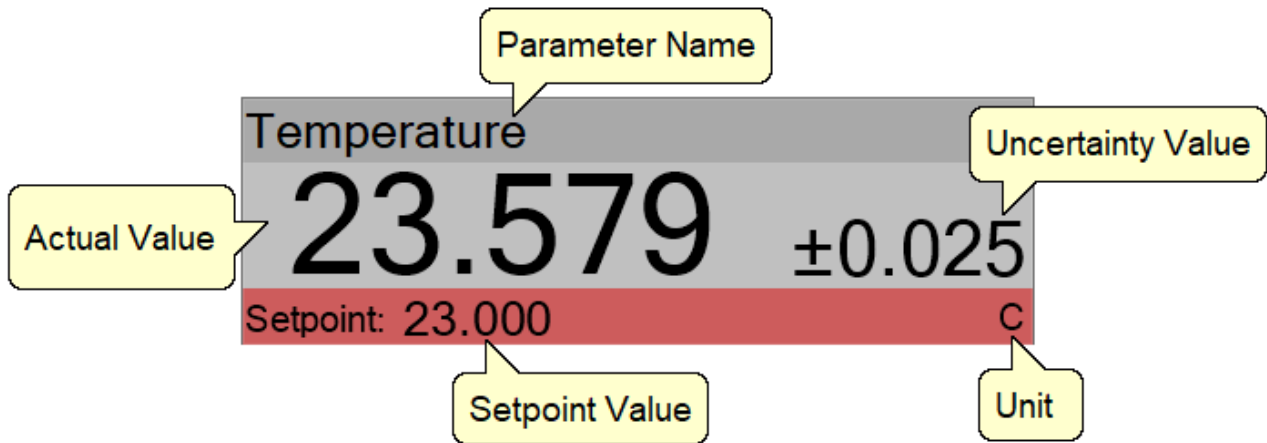 Parameter Name
Temperature
Uncertainty Value
Actual Value
23.579 ±0.025
Setpoint: 23.000 C
Setpoint Value
Unit